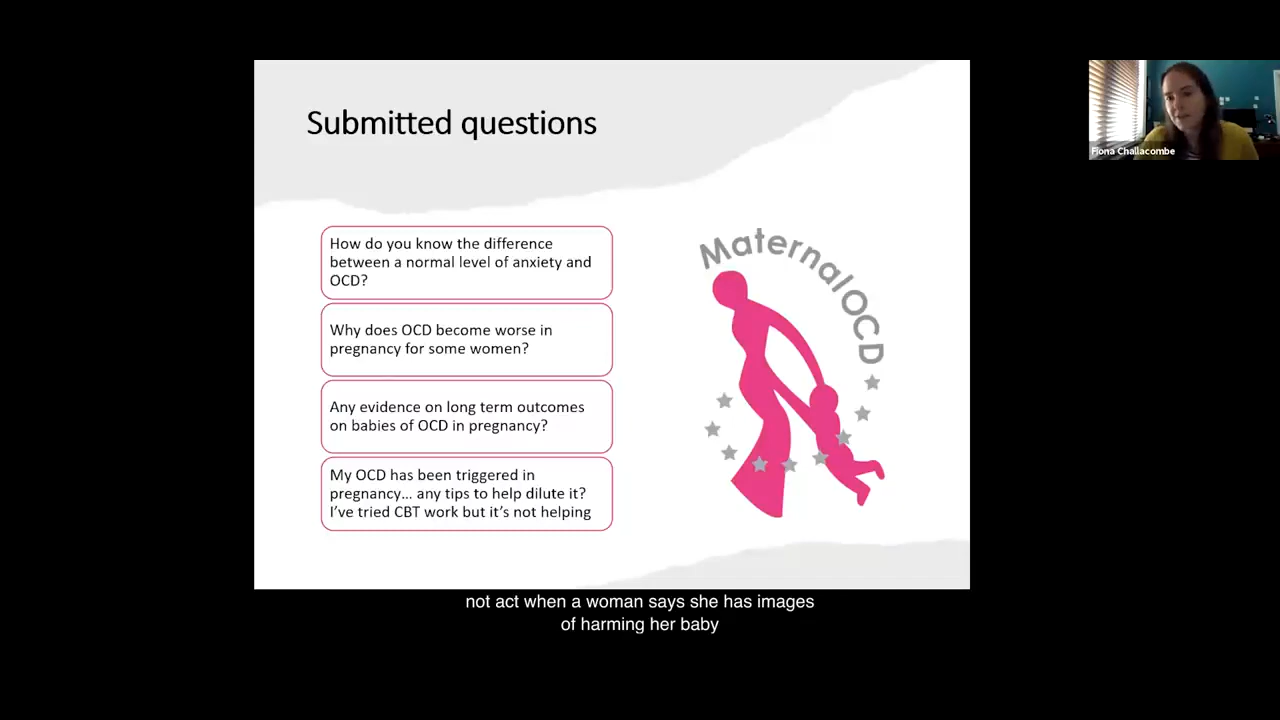 Submitted questions
How do you know the difference
between a normal level of anxiety and
OCD?
Why does OCD become worse in
pregnancy for some women?
Any evidence on long term outcomes
on babies of OCD in pregnancy?
My OCD has been triggered in
pregnancy... any tips to help dilute it?
I've tried CBT work but it's not helping
MaternalOCD
Fiona Challacombe
not act when a woman says she has images
of harming her baby